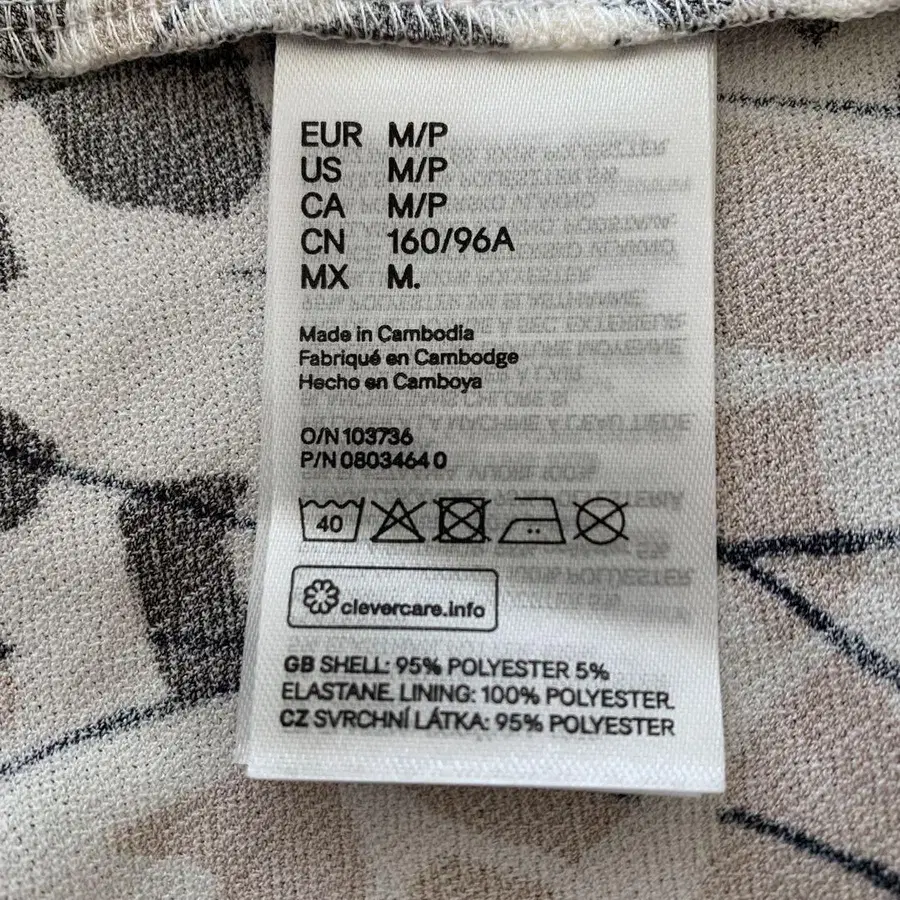 EUR M/P
US M/P
CA M/P
CN 160/96A
MX M.
Made in Cambodia
Fabriqué en Cambodge
Hecho en Camboya
O/N 103736
P/N 0803464 0
40
clevercare.info
GB SHELL: 95% POLYESTER 5%
ELASTANE. LINING: 100% POLYESTER.
CZ SVRCHNÍ LÁTKA: 95% POLYESTER